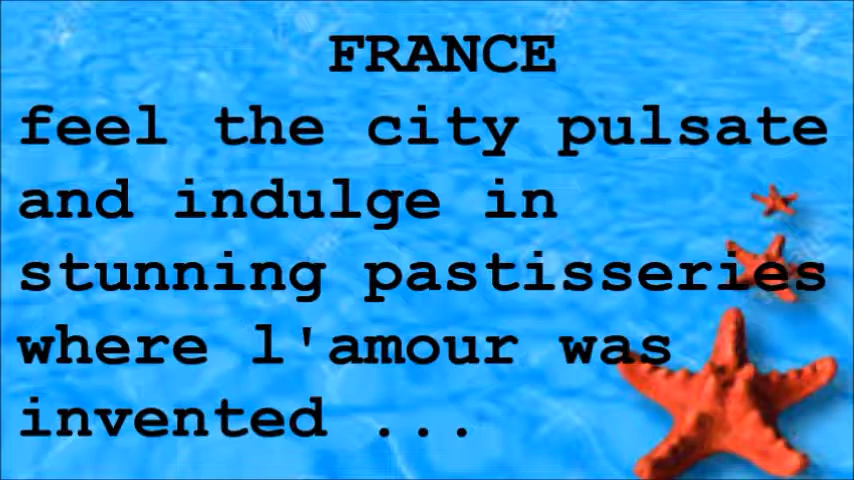 FRANCE
feel the city pulsate
and indulge in
stunning pastisseries
where l'amour was
invented ...